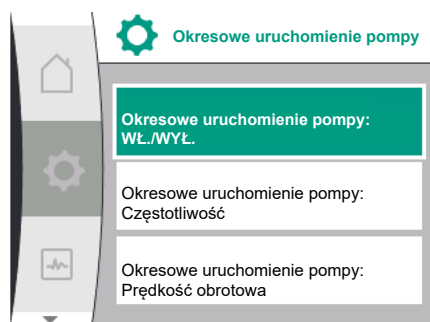 Okresowe uruchomienie pompy
Okresowe uruchomienie pompy:
WŁ./WYŁ.
Okresowe uruchomienie pompy:
Częstotliwość
Okresowe uruchomienie pompy:
Prędkość obrotowa